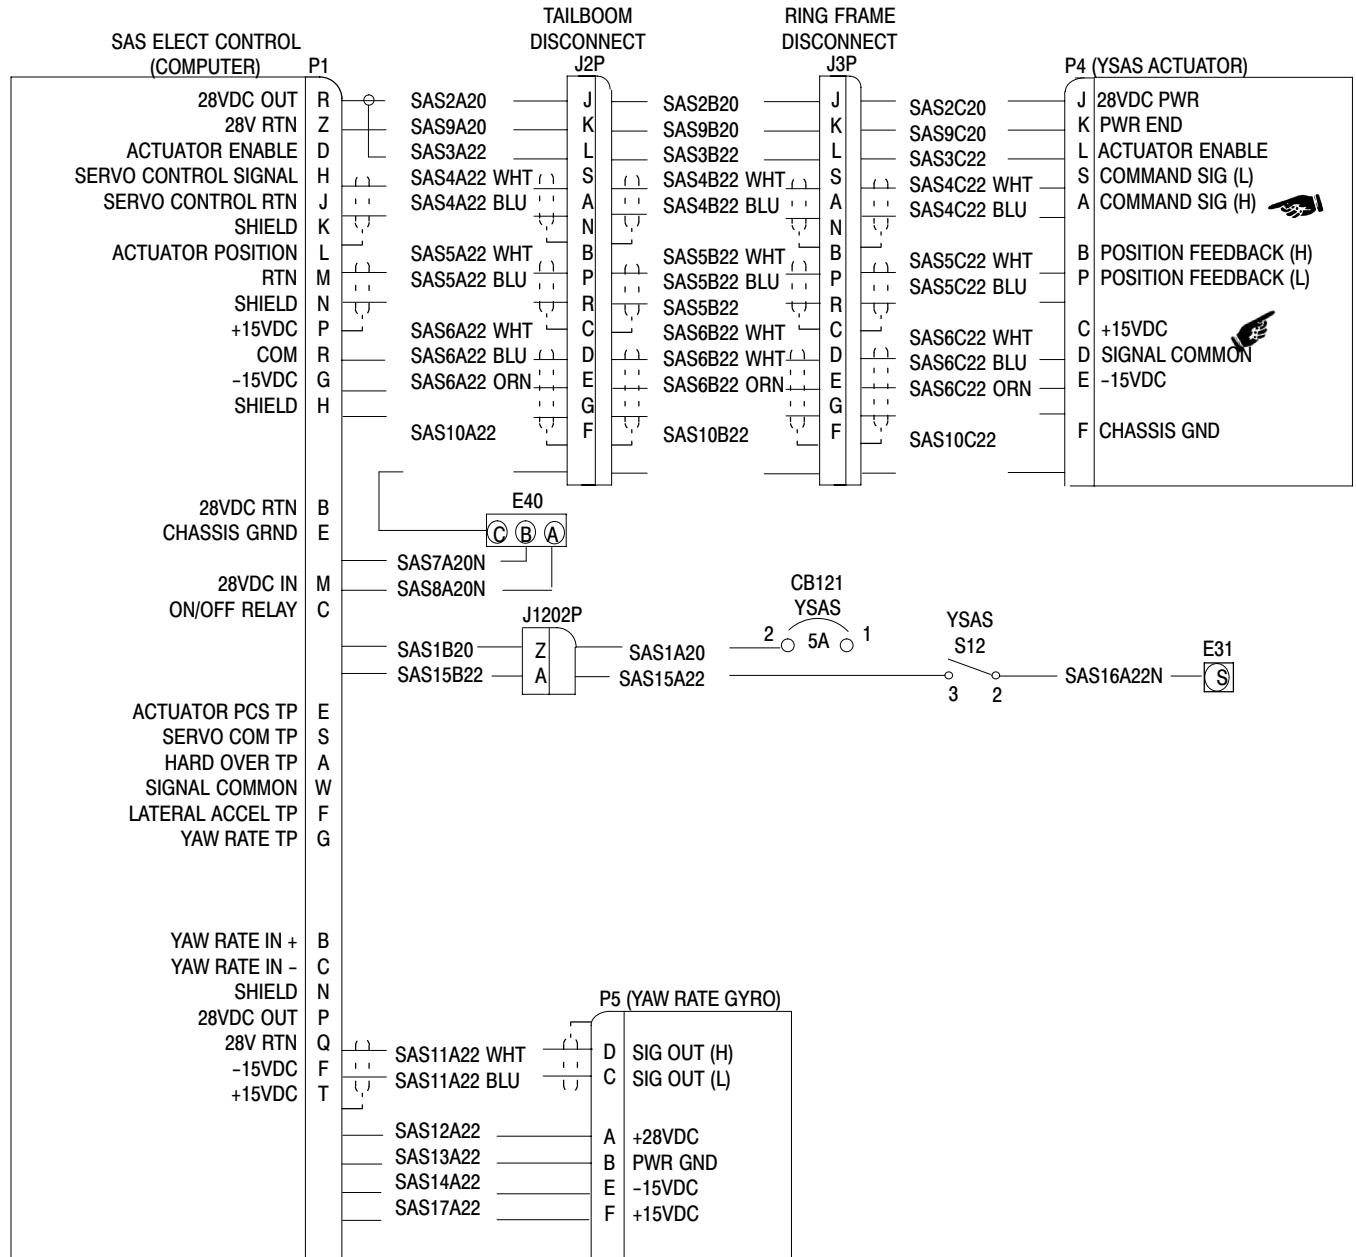 TAILBOOM
DISCONNECT
J2P
RING FRAME
DISCONNECT
J3P
SAS ELECT CONTROL
(COMPUTER) P1
P4 (YSAS ACTUATOR)
28VDC OUT R SAS2A20 J SAS2B20 J SAS2C20 J 28VDC PWR
28V RTN Z SAS9A20 K SAS9B20 K SAS9C20 K PWR END
ACTUATOR ENABLE D SAS3A22 L SAS3B22 L SAS3C22 L ACTUATOR ENABLE
SERVO CONTROL SIGNAL H SAS4A22 WHT S SAS4B22 WHT S SAS4C22 WHT S COMMAND SIG (L)
SERVO CONTROL RTN J SAS4A22 BLU A SAS4B22 BLU A SAS4C22 BLU A COMMAND SIG (H)
SHIELD K N N
ACTUATOR POSITION L SAS5A22 WHT B SAS5B22 WHT B SAS5C22 WHT B POSITION FEEDBACK (H)
RTN M SAS5A22 BLU P SAS5B22 BLU P SAS5C22 BLU P POSITION FEEDBACK (L)
SHIELD N R SAS5B22 R
+15VDC P SAS6A22 WHT C SAS6B22 WHT C SAS6C22 WHT C +15VDC
COM R SAS6A22 BLU D SAS6B22 WHT D SAS6C22 BLU D SIGNAL COMMON
-15VDC G SAS6A22 ORN E SAS6B22 ORN E SAS6C22 ORN E -15VDC
SHIELD H G G
SAS10A22 F SAS10B22 F SAS10C22 F CHASSIS GND
E40
28VDC RTN B
CHASSIS GRND E C B A
SAS7A20N
28VDC IN M SAS8A20N
ON/OFF RELAY C
J1202P
CB121
YSAS
2 5A 1
YSAS
S12
SAS1B20 Z SAS1A20
SAS15B22 A SAS15A22
3 2
SAS16A22N
E31
S
ACTUATOR PCS TP E
SERVO COM TP S
HARD OVER TP A
SIGNAL COMMON W
LATERAL ACCEL TP F
YAW RATE TP G
YAW RATE IN + B
YAW RATE IN - C
SHIELD N
28VDC OUT P
28V RTN Q
-15VDC F
+15VDC T
P5 (YAW RATE GYRO)
SAS11A22 WHT D SIG OUT (H)
SAS11A22 BLU C SIG OUT (L)
SAS12A22 A +28VDC
SAS13A22 B PWR GND
SAS14A22 E -15VDC
SAS17A22 F +15VDC